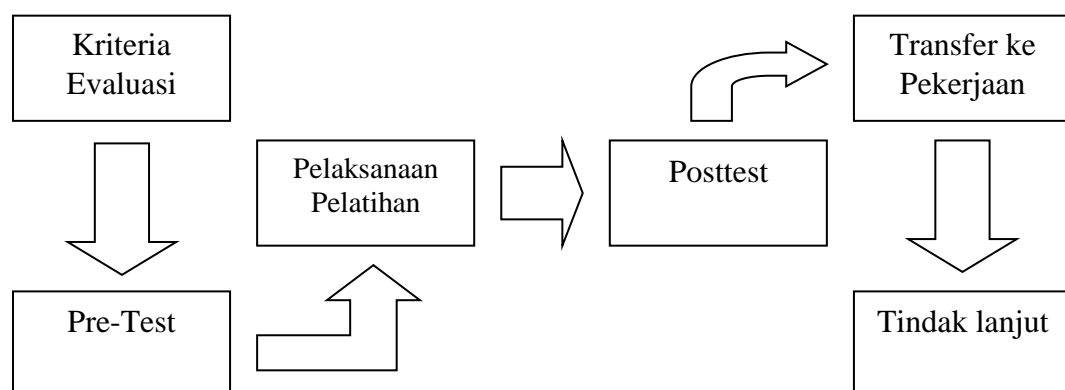 Kriteria
Evaluasi
Pre-Test
Pelaksanaan
Pelatihan
Posttest
Transfer ke
Pekerjaan
Tindak lanjut